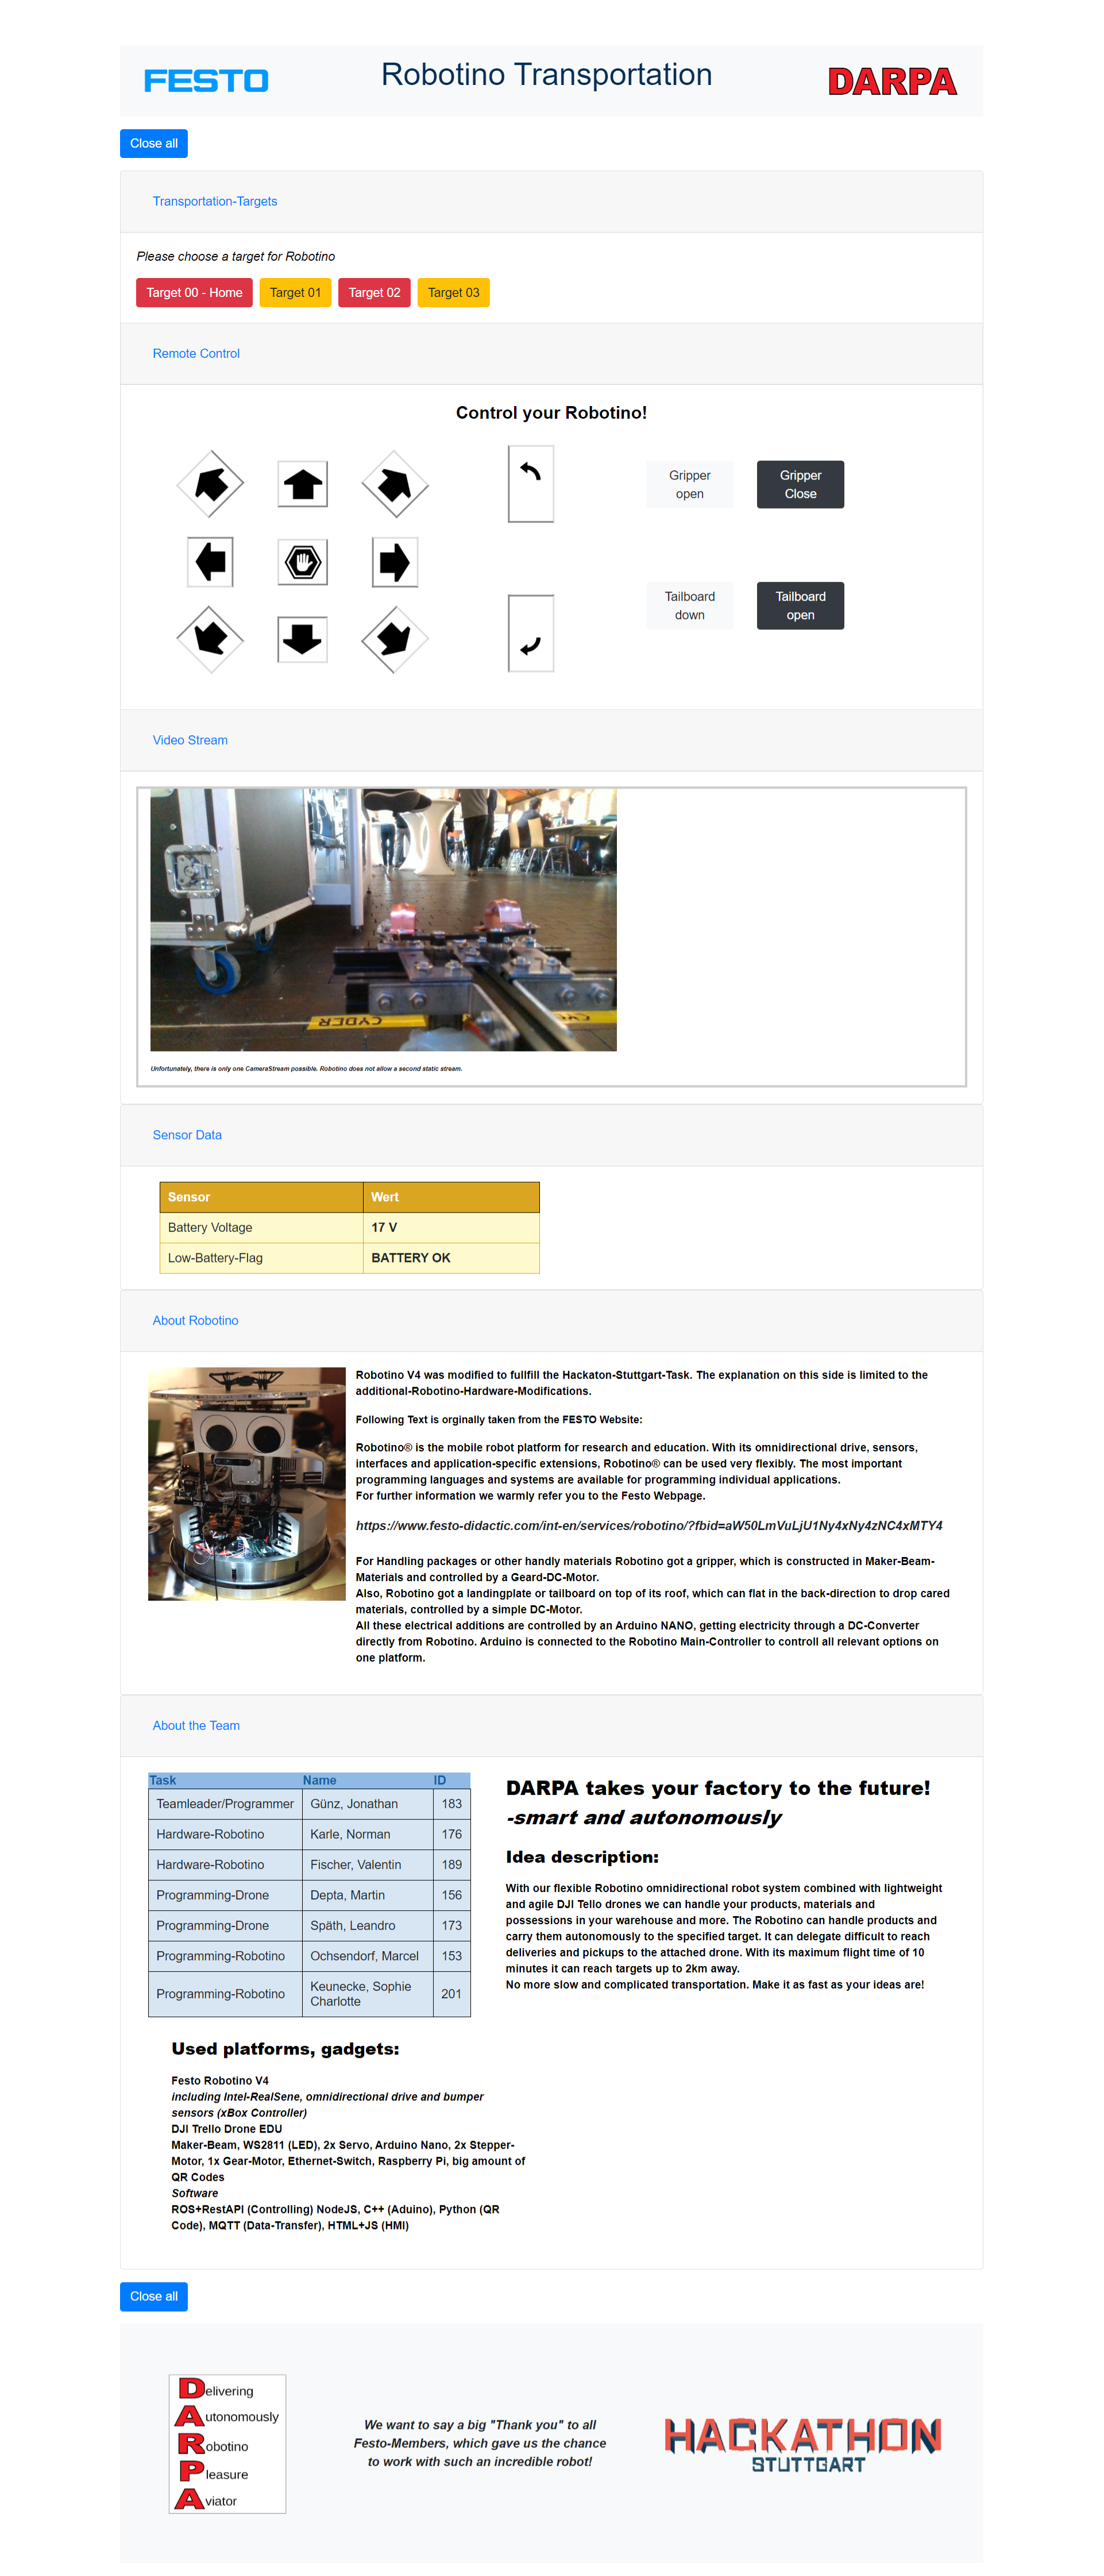 FESTO
Robotino Transportation
DARPA
Close all
Transportation-Targets
Please choose a target for Robotino
Target 00 - Home
Target 01
Target 02
Target 03
Remote Control
Control your Robotino!
Gripper
open
Gripper
Close
Tailboard
down
Tailboard
open
Video Stream
CYDER
CYDER
Unfortunately, there is only one CameraStream possible. Robotino does not allow a second static stream.
Sensor Data
Sensor Wert
Battery Voltage 17 V
Low-Battery-Flag BATTERY OK
About Robotino
Robotino V4 was modified to fullfill the Hackaton-Stuttgart-Task. The explanation on this side is limited to the
additional-Robotino-Hardware-Modifications.
Following Text is orginally taken from the FESTO Website:
Robotino® is the mobile robot platform for research and education. With its omnidirectional drive, sensors,
interfaces and application-specific extensions, Robotino® can be used very flexibly. The most important
programming languages and systems are available for programming individual applications.
For further information we warmly refer you to the Festo Webpage.
https://www.festo-didactic.com/int-en/services/robotino/?fbid=aW50LmVuLjU1Ny4xNy4zNC4xMTY4
For Handling packages or other handly materials Robotino got a gripper, which is constructed in Maker-Beam-
Materials and controlled by a Geard-DC-Motor.
Also, Robotino got a landingplate or tailboard on top of its roof, which can flat in the back-direction to drop cared
materials, controlled by a simple DC-Motor.
All these electrical additions are controlled by an Arduino NANO, getting electricity through a DC-Converter
directly from Robotino. Arduino is connected to the Robotino Main-Controller to controll all relevant options on
one platform.
About the Team
Task Name ID
Teamleader/Programmer Günz, Jonathan 183
Hardware-Robotino Karle, Norman 176
Hardware-Robotino Fischer, Valentin 189
Programming-Drone Depta, Martin 156
Programming-Drone Späth, Leandro 173
Programming-Robotino Ochsendorf, Marcel 153
Programming-Robotino Keunecke, Sophie
Charlotte 201
DARPA takes your factory to the future!
-smart and autonomously
Idea description:
With our flexible Robotino omnidirectional robot system combined with lightweight
and agile DJI Tello drones we can handle your products, materials and
possessions in your warehouse and more. The Robotino can handle products and
carry them autonomously to the specified target. It can delegate difficult to reach
deliveries and pickups to the attached drone. With its maximum flight time of 10
minutes it can reach targets up to 2km away.
No more slow and complicated transportation. Make it as fast as your ideas are!
Used platforms, gadgets:
Festo Robotino V4
including Intel-RealSene, omnidirectional drive and bumper
sensors (xBox Controller)
DJI Trello Drone EDU
Maker-Beam, WS2811 (LED), 2x Servo, Arduino Nano, 2x Stepper-
Motor, 1x Gear-Motor, Ethernet-Switch, Raspberry Pi, big amount of
QR Codes
Software
ROS+RestAPI (Controlling) NodeJS, C++ (Aduino), Python (QR
Code), MQTT (Data-Transfer), HTML+JS (HMI)
Close all
Delivering
Autonomously
Robotino
Pleasure
Aviator
We want to say a big "Thank you" to all
Festo-Members, which gave us the chance
to work with such an incredible robot!
HACKATHON
STUTTGART